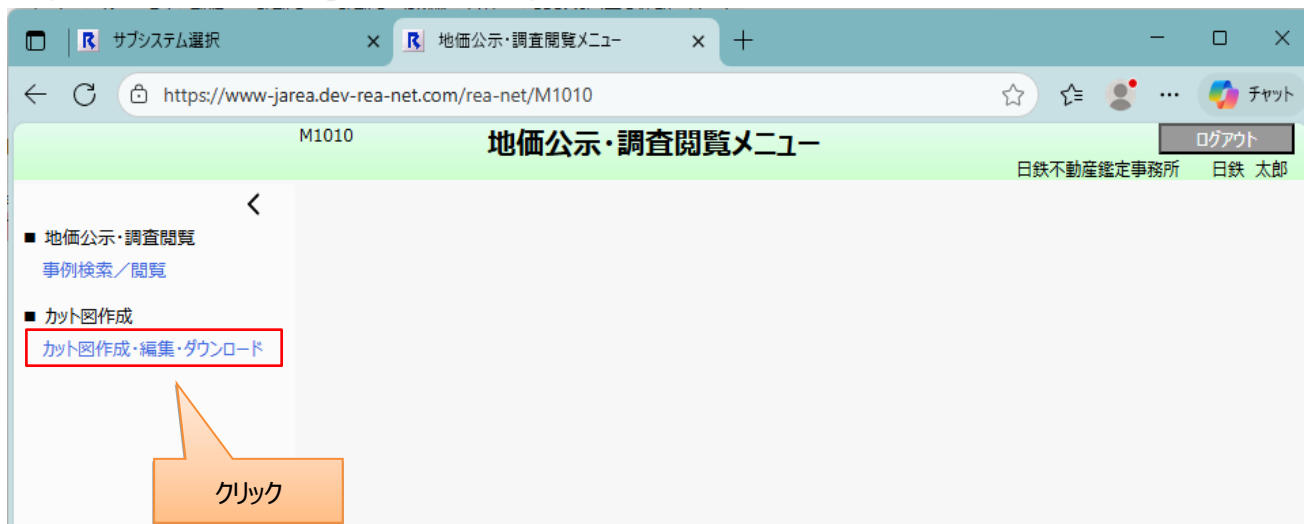 サブシステム選択
地価公示・調査閲覧メニュー
https://www-jarea.dev-rea-net.com/rea-net/M1010
チャット
M1010
地価公示・調査閲覧メニュー
ログアウト
日鉄不動産鑑定事務所 日鉄 太郎
■ 地価公示・調査閲覧
事例検索／閲覧
■ カット図作成
カット図作成・編集・ダウンロード
クリック